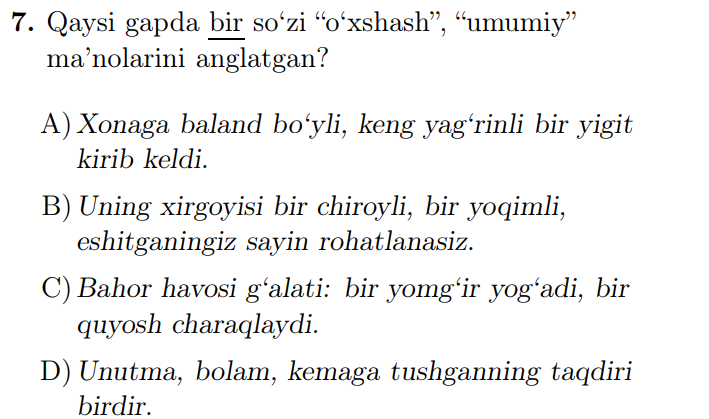 7. Qaysi gapda bir so‘zi “o‘xshash”, “umumiy”
ma’nolarini anglatgan?
A) Xonaga baland bo‘yli, keng yag‘rinli bir yigit
kirib keldi.
B) Uning xirgoyisi bir chiroyli, bir yoqimli,
eshitganingiz sayin rohatlanasiz.
C) Bahor havosi g‘alati: bir yomg‘ir yog‘adi, bir
quyosh charaqlaydi.
D) Unutma, bolam, kemaga tushganning taqdiri
birdir.